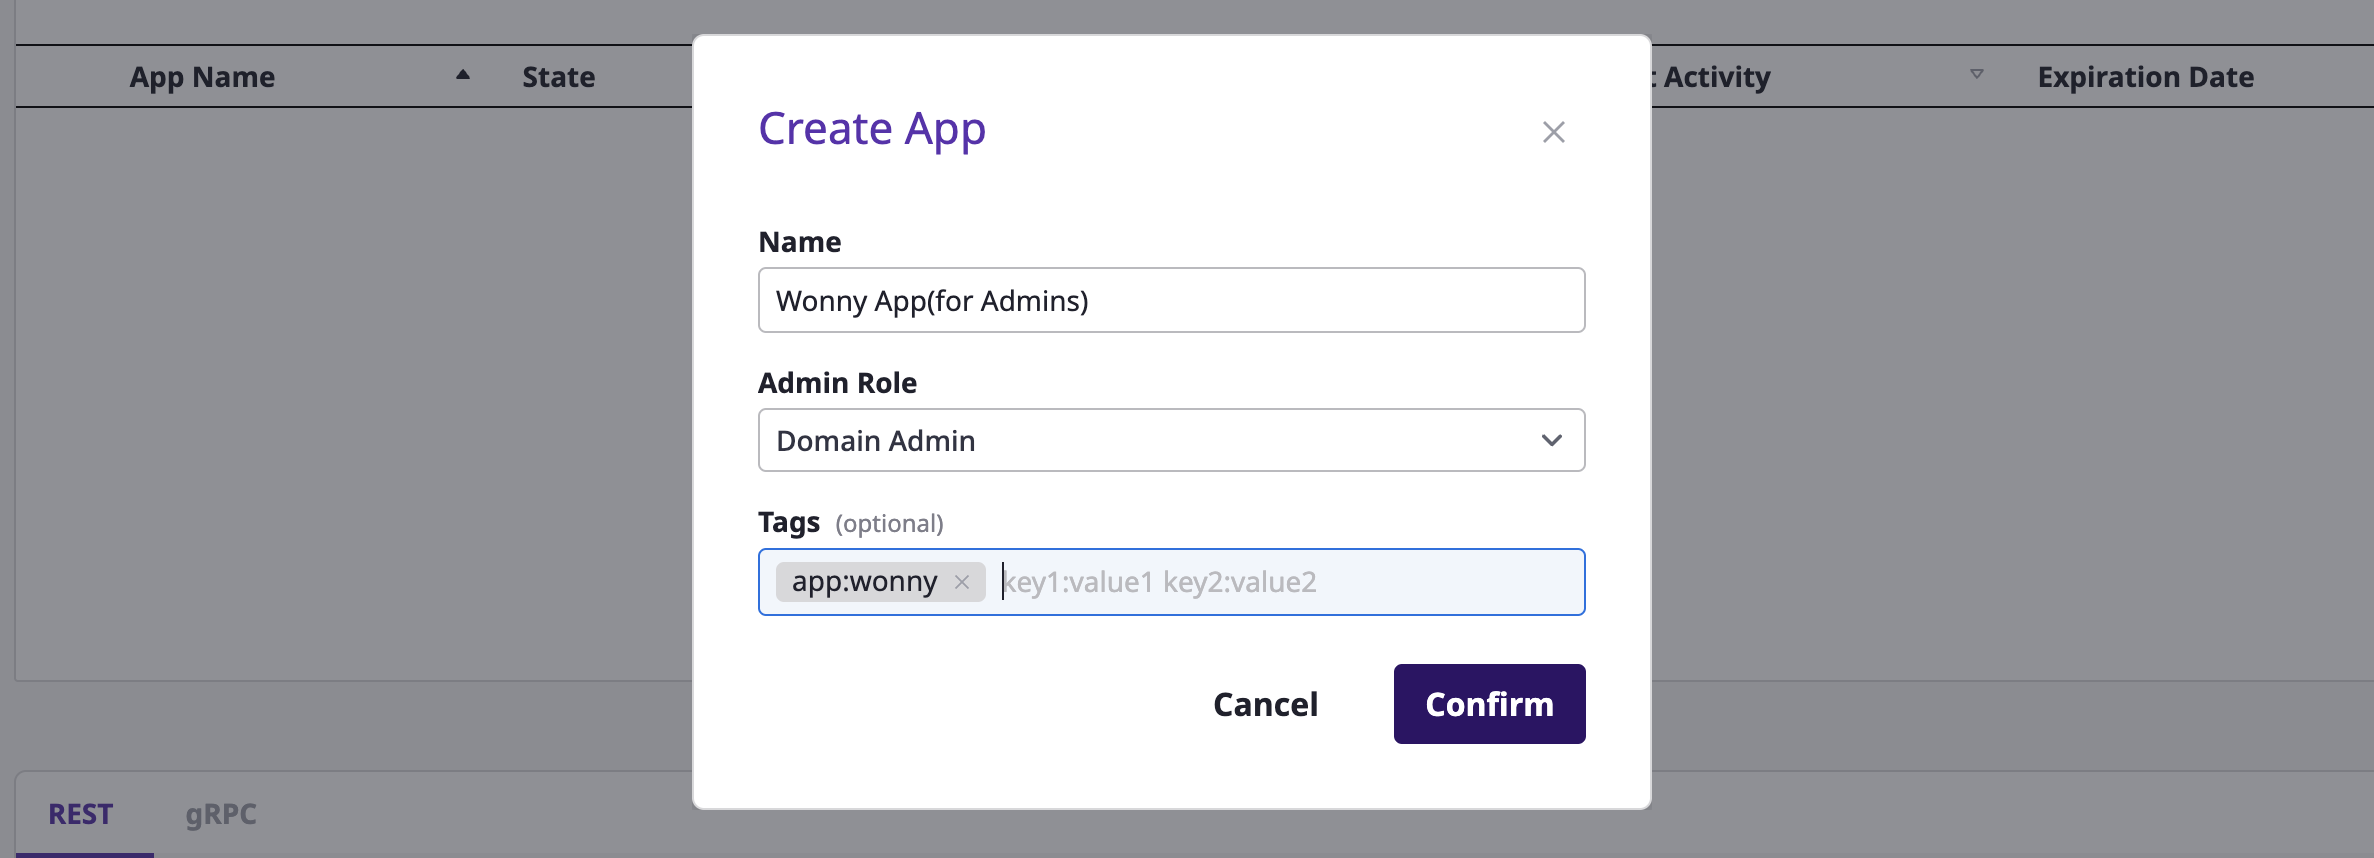 App Name State t Activity Expiration Date
Create App
Name
Wonny App(for Admins)
Admin Role
Domain Admin
Tags (optional)
app:wonny key1:value1 key2:value2
Cancel Confirm
REST gRPC